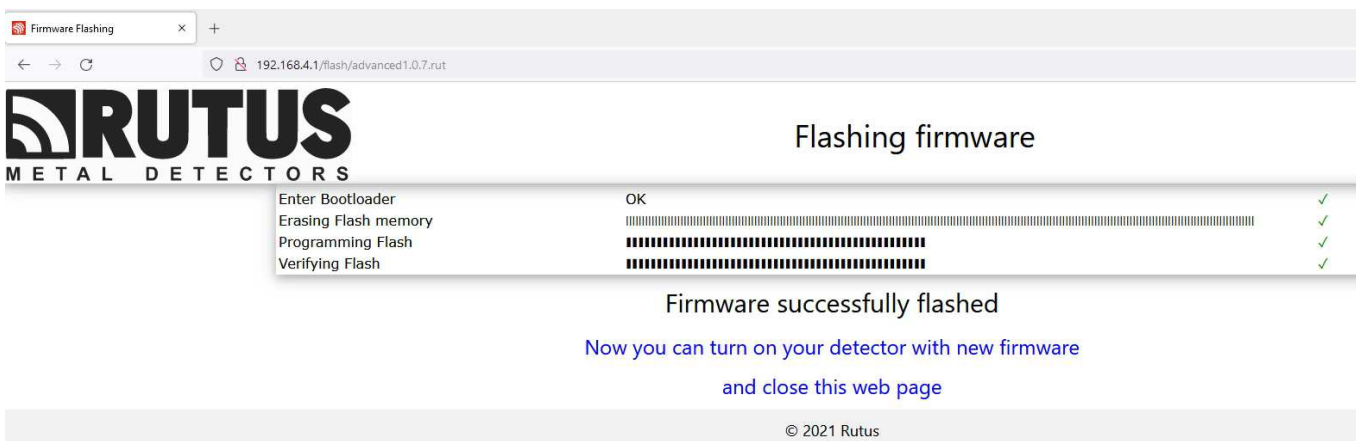 Firmware Flashing
192.168.4.1/flash/advanced1.0.7.rut
RUTUS
METAL DETECTORS
Flashing firmware
Enter Bootloader OK ✓
Erasing Flash memory ✓
Programming Flash ✓
Verifying Flash ✓
Firmware successfully flashed
Now you can turn on your detector with new firmware
and close this web page
© 2021 Rutus